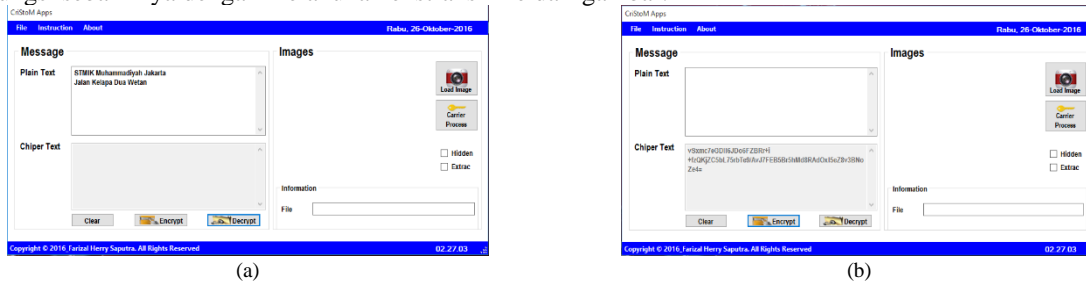 CriStoM Apps
File Instruction About Rabu, 26-Oktober-2016
Message
Images
Plain Text
STMIK Muhammadiyah Jakarta
Jalan Kelapa Dua Wetan
Load Image
Carrier
Process
Chiper Text
Hidden
Extrac
Information
File
Clear Encrypt Decrypt
Copyright © 2016_Farizal Herry Saputra. All Rights Reserved 02.27.03
(a)
CriStoM Apps
File Instruction About Rabu, 26-Oktober-2016
Message
Images
Plain Text
Load Image
Carrier
Process
Chiper Text
Hidden
Extrac
Information
File
Clear Encrypt Decrypt
Copyright © 2016_Farizal Herry Saputra. All Rights Reserved 02.27.03
(b)